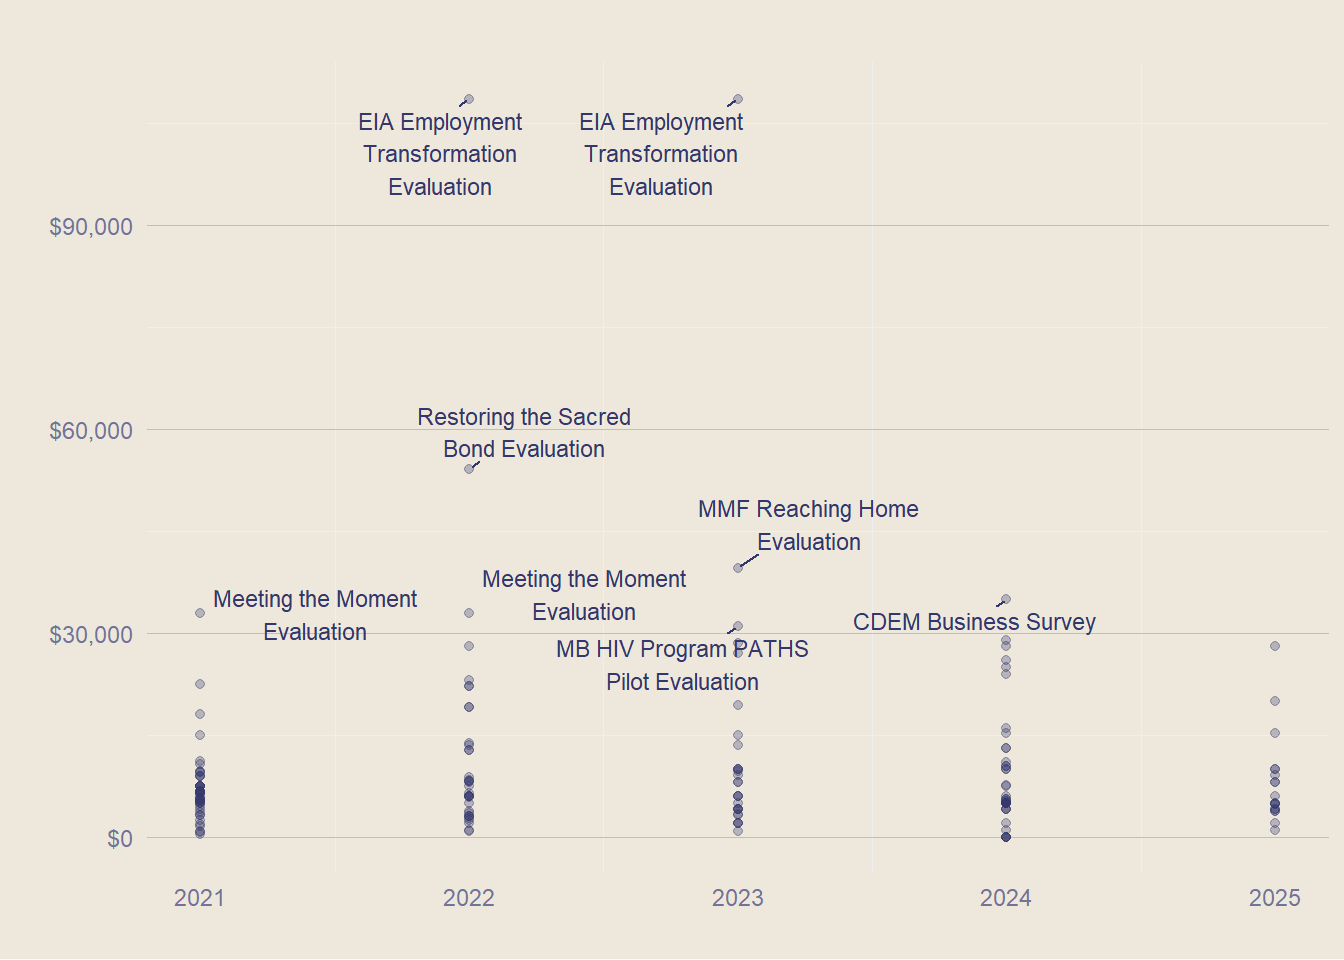 EIA Employment
Transformation
Evaluation
EIA Employment
Transformation
Evaluation
$90,000
Restoring the Sacred
Bond Evaluation
$60,000
MMF Reaching Home
Evaluation
Meeting the Moment
Evaluation
Meeting the Moment
Evaluation
CDEM Business Survey
$30,000
MB HIV Program PATHS
Pilot Evaluation
$0
2021
2022
2023
2024
2025